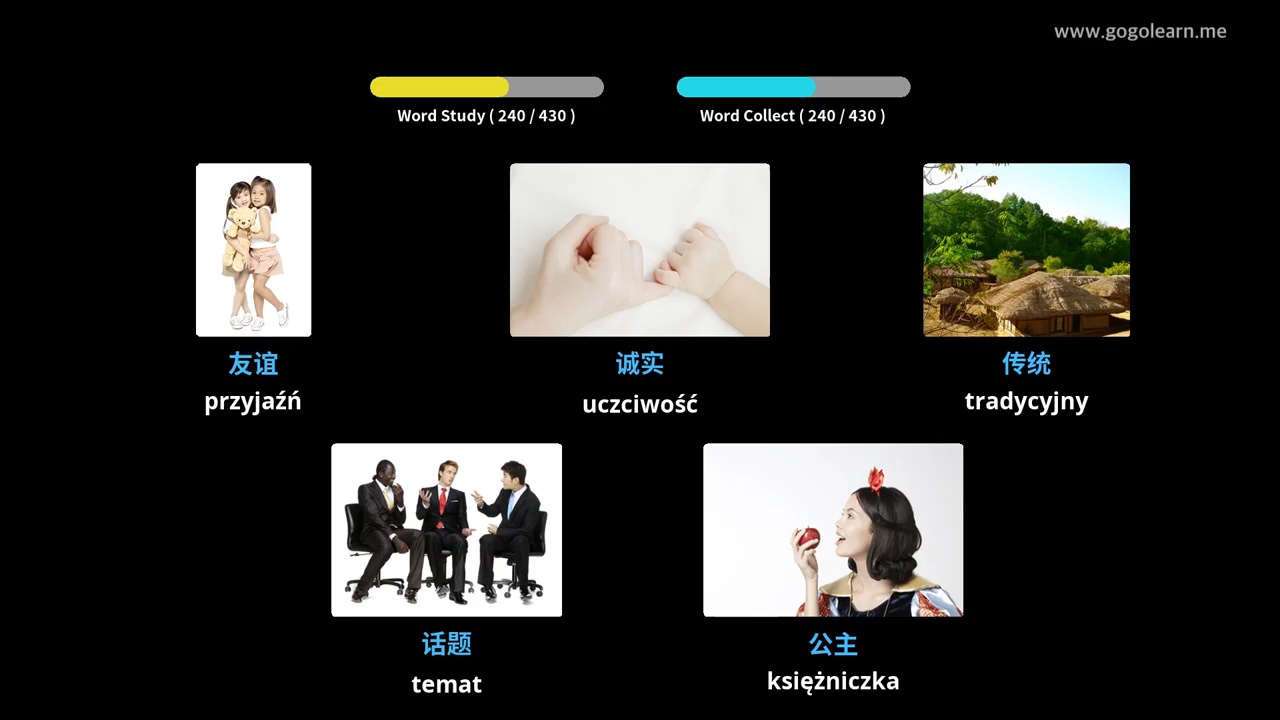 www.gogolearn.me
Word Study ( 240 / 430 )
Word Collect ( 240 / 430 )
友谊
przyjaźń
诚实
uczciwość
传统
tradycyjny
话题
temat
公主
księżniczka